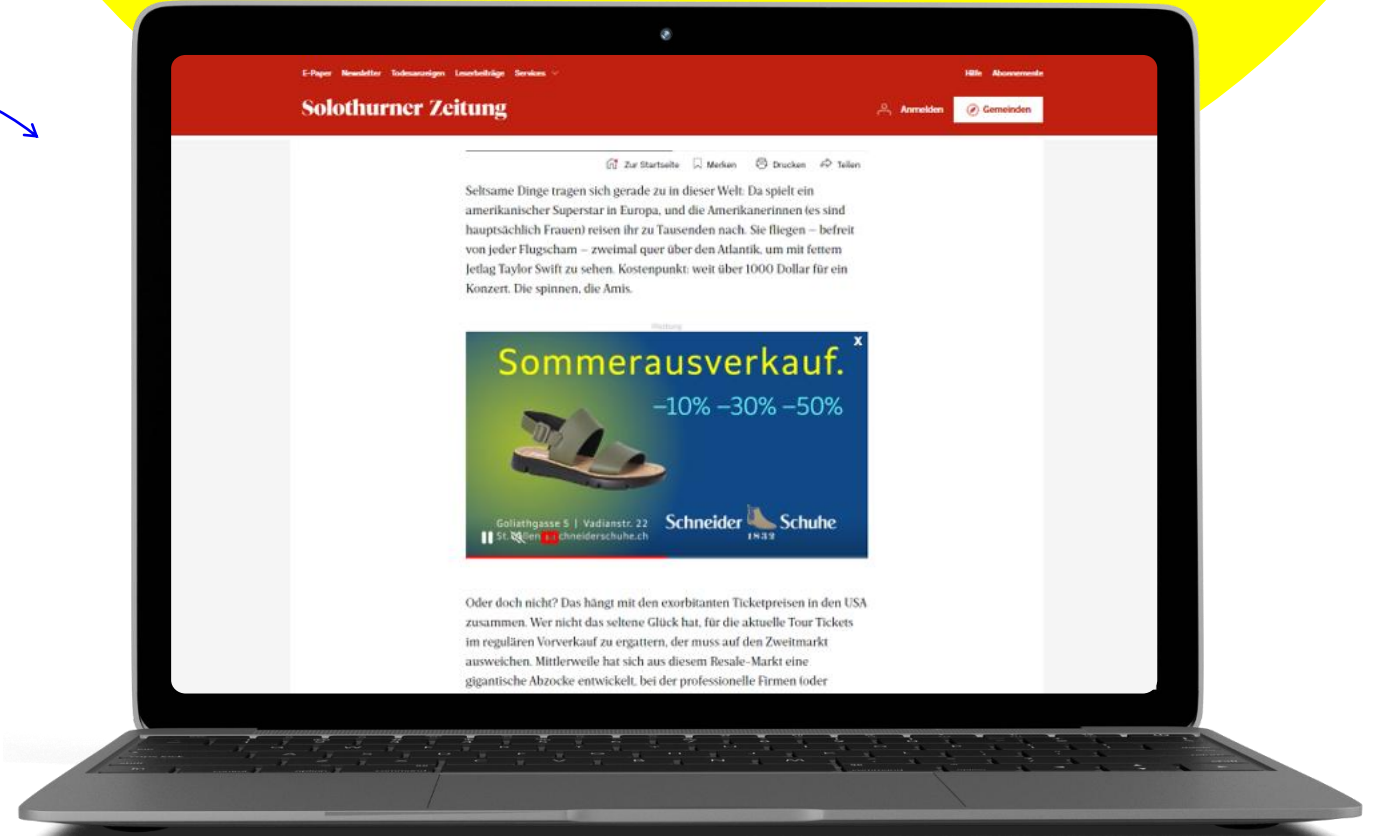 E-Paper Newsletter Todesanzeigen Leserbeiträge Services
Hilfe Abonnemente
Solothurner Zeitung
Anmelden
Gemeinden
Zur Startseite Merken Drucken Teilen
Seltsame Dinge tragen sich gerade zu in dieser Welt: Da spielt ein
amerikanischer Superstar in Europa, und die Amerikanerinnen (es sind
hauptsächlich Frauen) reisen ihr zu Tausenden nach. Sie fliegen – befreit
von jeder Flugscham – zweimal quer über den Atlantik, um mit fettem
Jetlag Taylor Swift zu sehen. Kostenpunkt: weit über 1000 Dollar für ein
Konzert. Die spinnen, die Amis.
Werbung
X
Sommerausverkauf.
–10% –30% –50%
Goliathgasse 5 | Vadianstr. 22
Schneider Schuhe
1832
Oder doch nicht? Das hängt mit den exorbitanten Ticketpreisen in den USA
zusammen. Wer nicht das seltene Glück hat, für die aktuelle Tour Tickets
im regulären Vorverkauf zu ergattern, der muss auf den Zweitmarkt
ausweichen. Mittlerweile hat sich aus diesem Resale-Markt eine
gigantische Abzocke entwickelt, bei der professionelle Firmen (oder